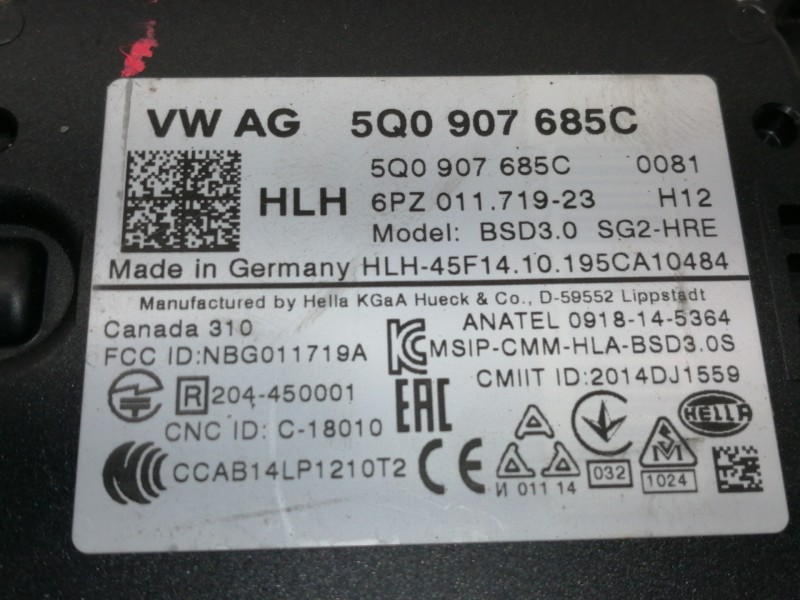 VW AG 5Q0 907 685C
5Q0 907 685C 0081
HLH 6PZ 011.719-23 H12
Model: BSD3.0 SG2-HRE
Made in Germany HLH-45F14.10.195CA10484
Manufactured by Hella KGaA Hueck & Co., D-59552 Lippstadt
Canada 310 ANATEL 0918-14-5364
FCC ID:NBG011719A MSIP-CMM-HLA-BSD3.0S
CMIIT ID:2014DJ1559
R 204-450001 EAC HELLA
CNC ID: C-18010
CCAB14LP1210T2 CE
И 011 14 032 1024